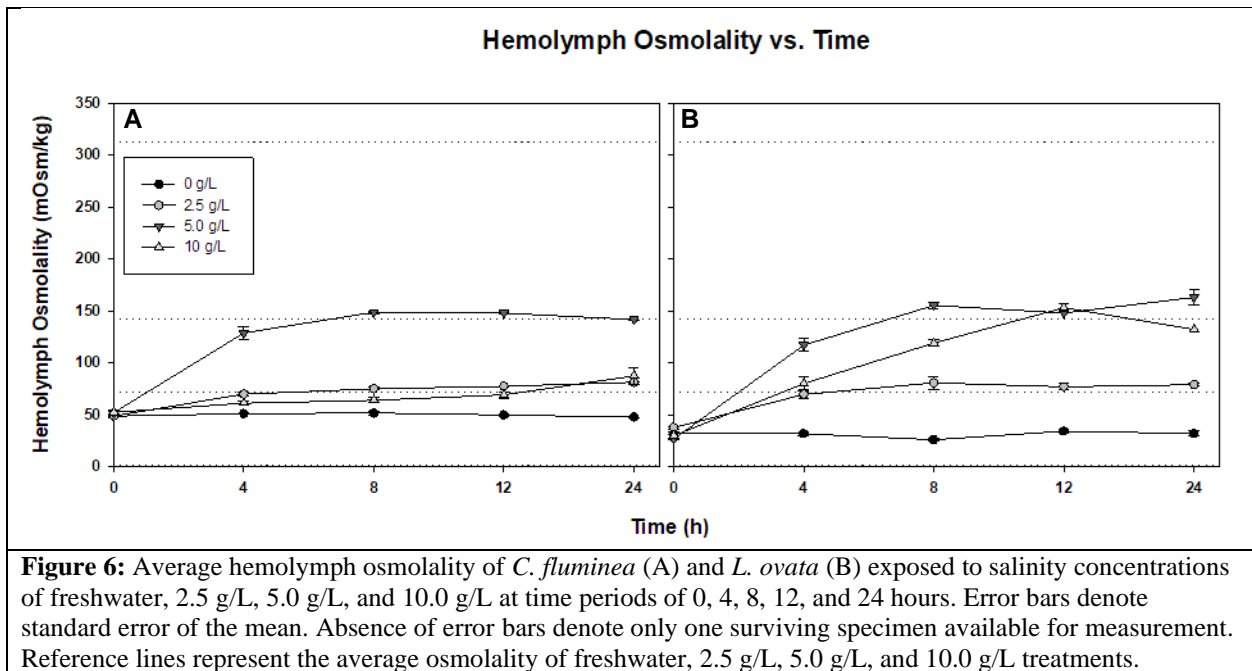 Hemolymph Osmolality vs. Time
Hemolymph Osmolality (mOsm/kg)
350
300
250
200
150
100
50
0
A
0 g/L
2.5 g/L
5.0 g/L
10 g/L
B
0
4
8
12
24
0
4
8
12
24
Time (h)
Figure 6: Average hemolymph osmolality of C. fluminea (A) and L. ovata (B) exposed to salinity concentrations
of freshwater, 2.5 g/L, 5.0 g/L, and 10.0 g/L at time periods of 0, 4, 8, 12, and 24 hours. Error bars denote
standard error of the mean. Absence of error bars denote only one surviving specimen available for measurement.
Reference lines represent the average osmolality of freshwater, 2.5 g/L, 5.0 g/L, and 10.0 g/L treatments.